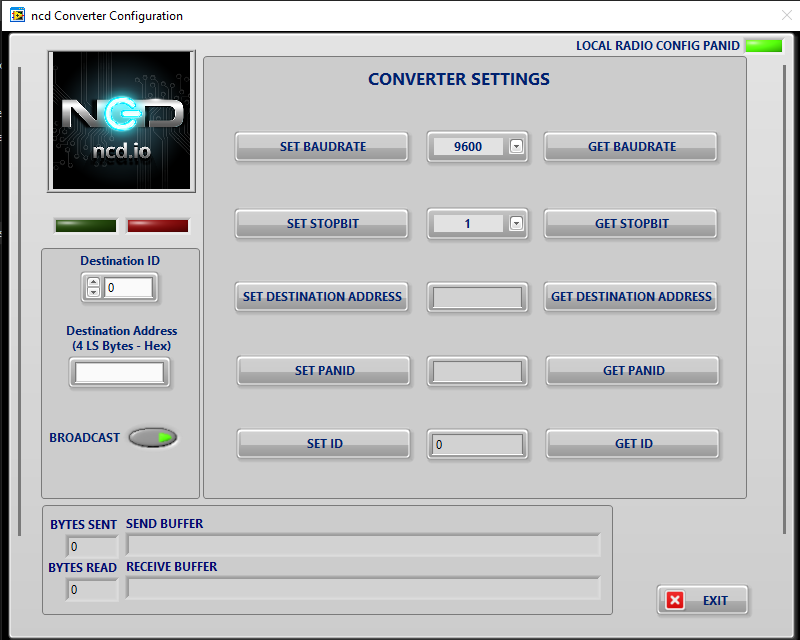 ncd Converter Configuration
LOCAL RADIO CONFIG PANID
NCD
ncd.io
CONVERTER SETTINGS
SET BAUDRATE 9600 GET BAUDRATE
SET STOPBIT 1 GET STOPBIT
SET DESTINATION ADDRESS GET DESTINATION ADDRESS
SET PANID GET PANID
SET ID 0 GET ID
Destination ID
0
Destination Address
(4 LS Bytes - Hex)
BROADCAST
BYTES SENT SEND BUFFER
0
BYTES READ RECEIVE BUFFER
0
EXIT